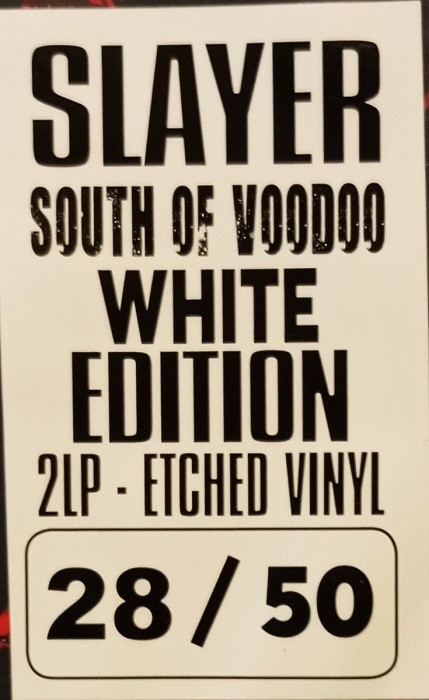 SLAYER
SOUTH OF VOODOO
WHITE
EDITION
2LP - ETCHED VINYL
28 / 50